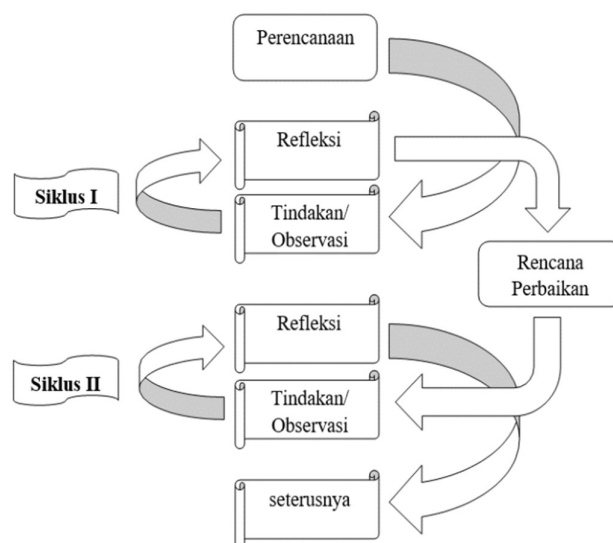 Perencanaan
Refleksi
Siklus I
Tindakan/
Observasi
Rencana
Perbaikan
Refleksi
Siklus II
Tindakan/
Observasi
seterusnya